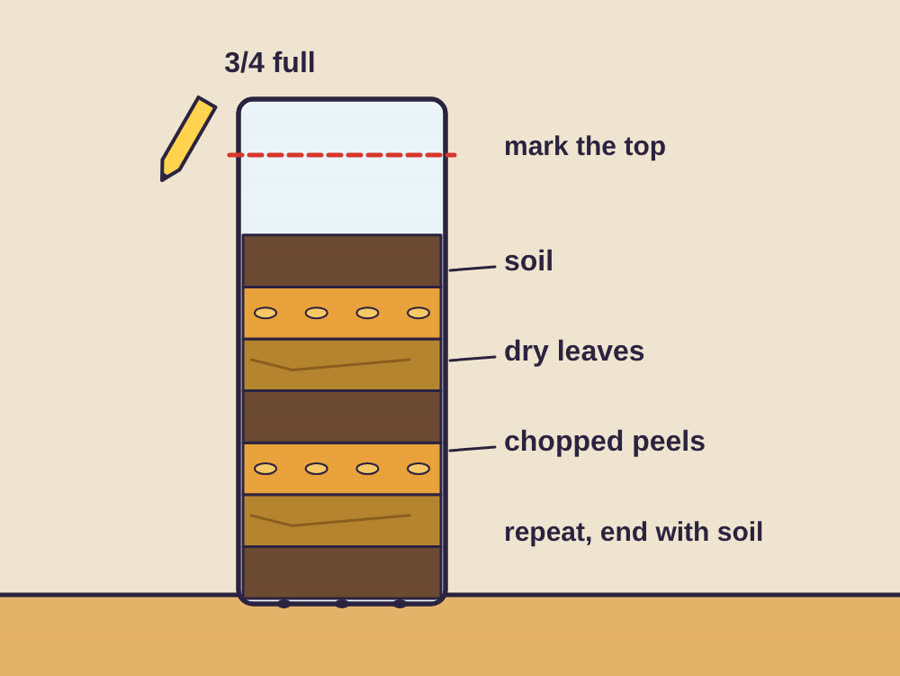 3/4 full
mark the top
soil
dry leaves
chopped peels
repeat, end with soil